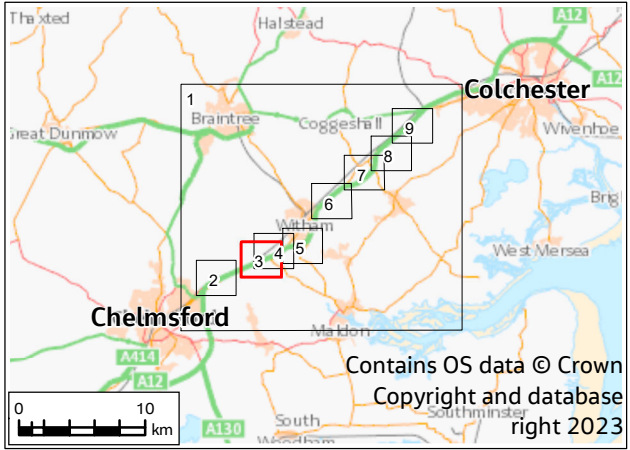 Thaxted
Halstead
A12
1
Braintree
Colchester
A12
Coggeshall
9
Great Dunmow
Wivenhoe
8
7
6
Witham
5
4
3
2
West Mersea
Chelmsford
Maldon
A414
A12
A130
South
Woodham
Southminster
Contains OS data © Crown
Copyright and database
right 2023
0 10
km